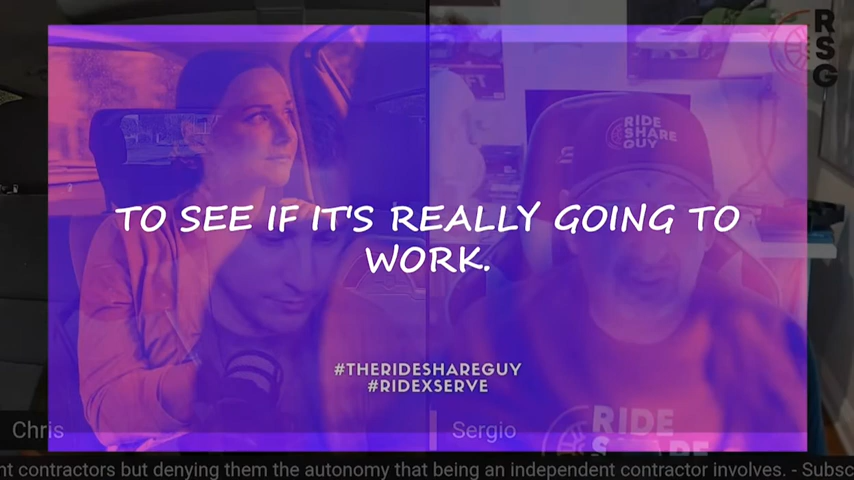 RSG
RIDE
SHARE
GUY
TO SEE IF IT'S REALLY GOING TO
WORK.
#THERIDESHAREGUY
#RIDEXSERVE
Chris
Sergio
RIDE
nt contractors but denying them the autonomy that being an independent contractor involves. - Subsc